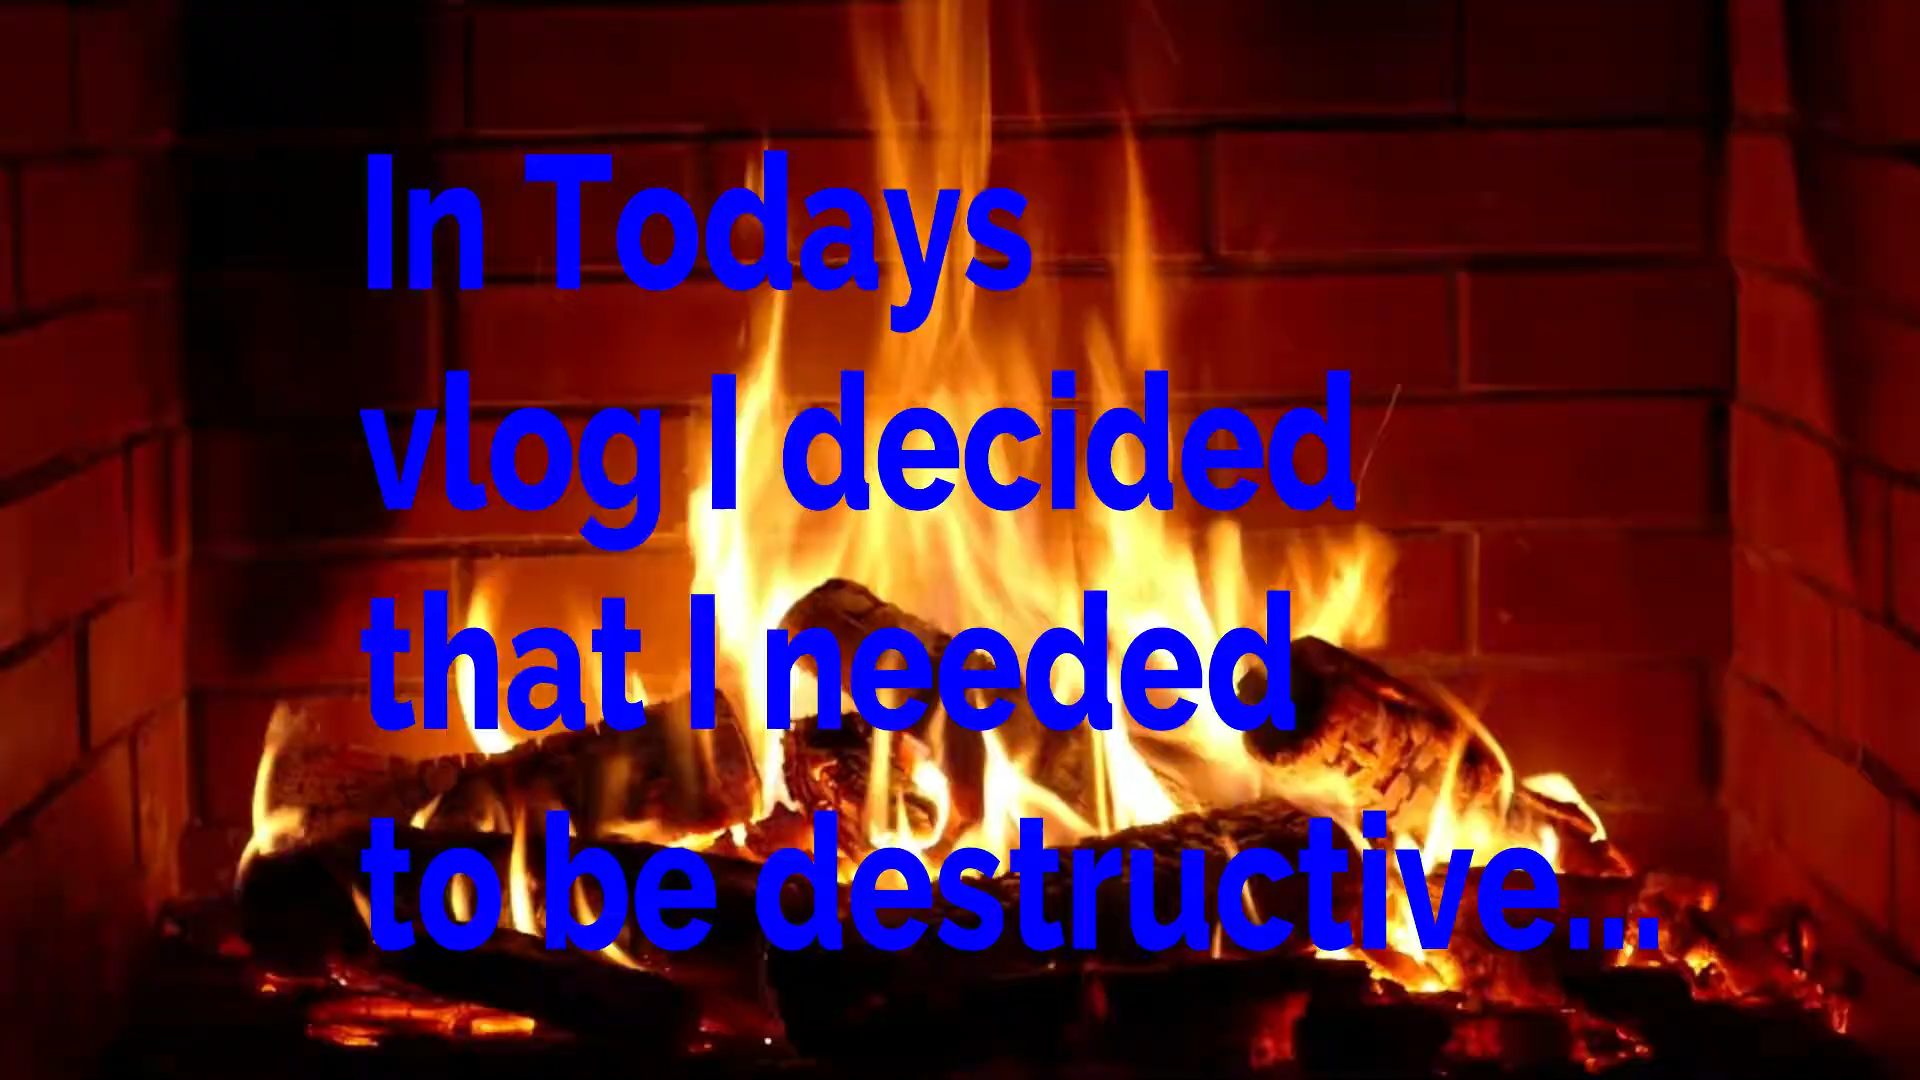 In Todays
vlog I decided
that I needed
to be destructive...